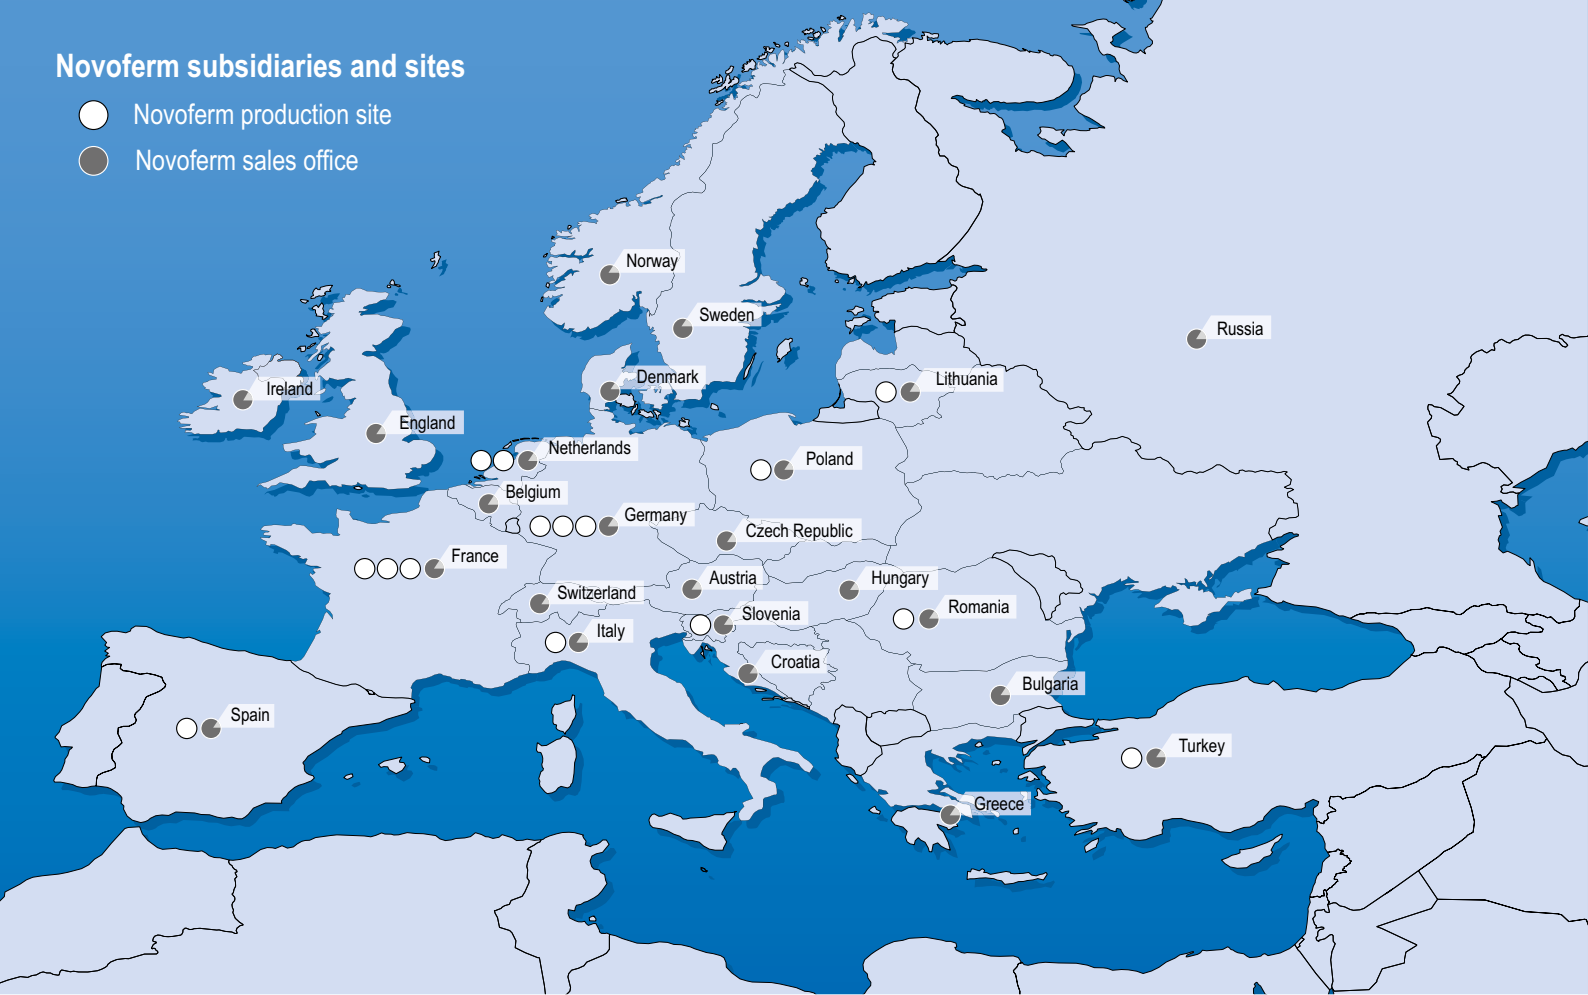 Novoferm subsidiaries and sites
Novoferm production site
Novoferm sales office
Norway
Sweden
Russia
Denmark
Lithuania
Ireland
England
Netherlands
Poland
Belgium
Germany
Czech Republic
France
Austria
Hungary
Switzerland
Romania
Slovenia
Italy
Croatia
Bulgaria
Spain
Turkey
Greece